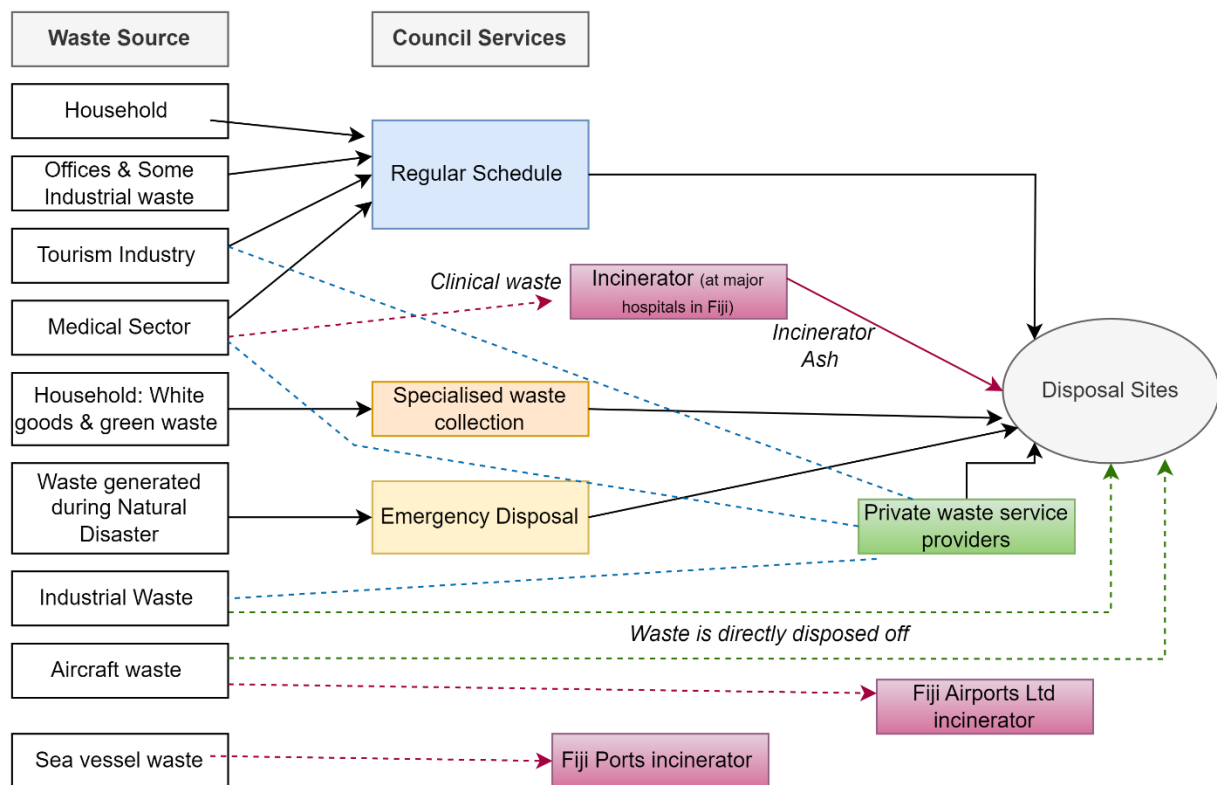 Waste Source
Council Services
Household
Offices & Some
Industrial waste
Regular Schedule
Tourism Industry
Clinical waste
Incinerator (at major
hospitals in Fiji)
Medical Sector
Incinerator
Ash
Household: White
goods & green waste
Specialised waste
collection
Disposal Sites
Waste generated
during Natural
Disaster
Emergency Disposal
Private waste service
providers
Industrial Waste
Waste is directly disposed off
Aircraft waste
Fiji Airports Ltd
incinerator
Sea vessel waste
Fiji Ports incinerator